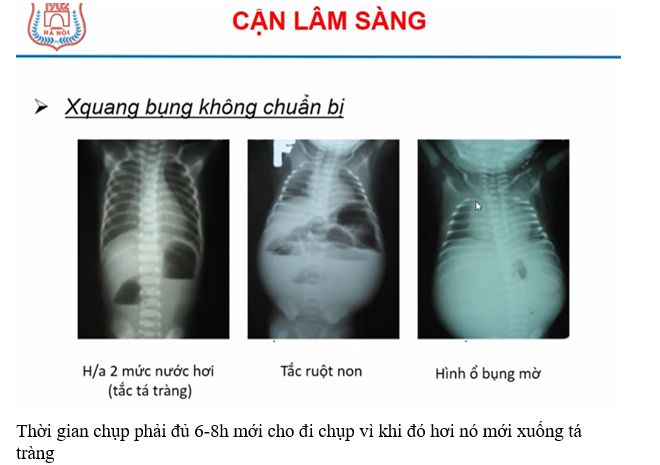 1902
HÀ NỘI
CẬN LÂM SÀNG
Xquang bụng không chuẩn bị
H/a 2 mức nước hơi
(tắc tá tràng)
Tắc ruột non
Hình ổ bụng mờ
Thời gian chụp phải đủ 6-8h mới cho đi chụp vì khi đó hơi nó mới xuống tá
tràng